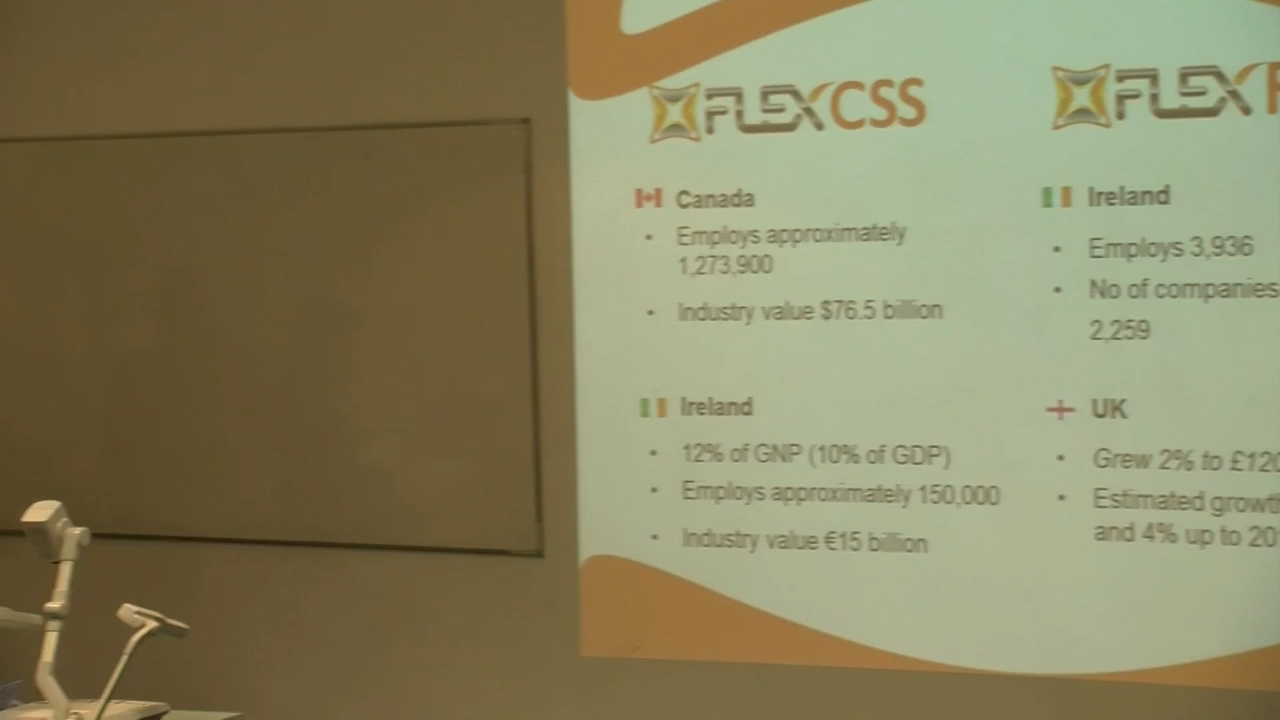 FLEXCSS
Canada
• Employs approximately
1,273,900
• Industry value $76.5 billion
Ireland
• 12% of GNP (10% of GDP)
• Employs approximately 150,000
• Industry value €15 billion
FLEX
Ireland
• Employs 3,936
• No of companies
2,259
UK
• Grew 2% to
• Estimated
and 4% up to